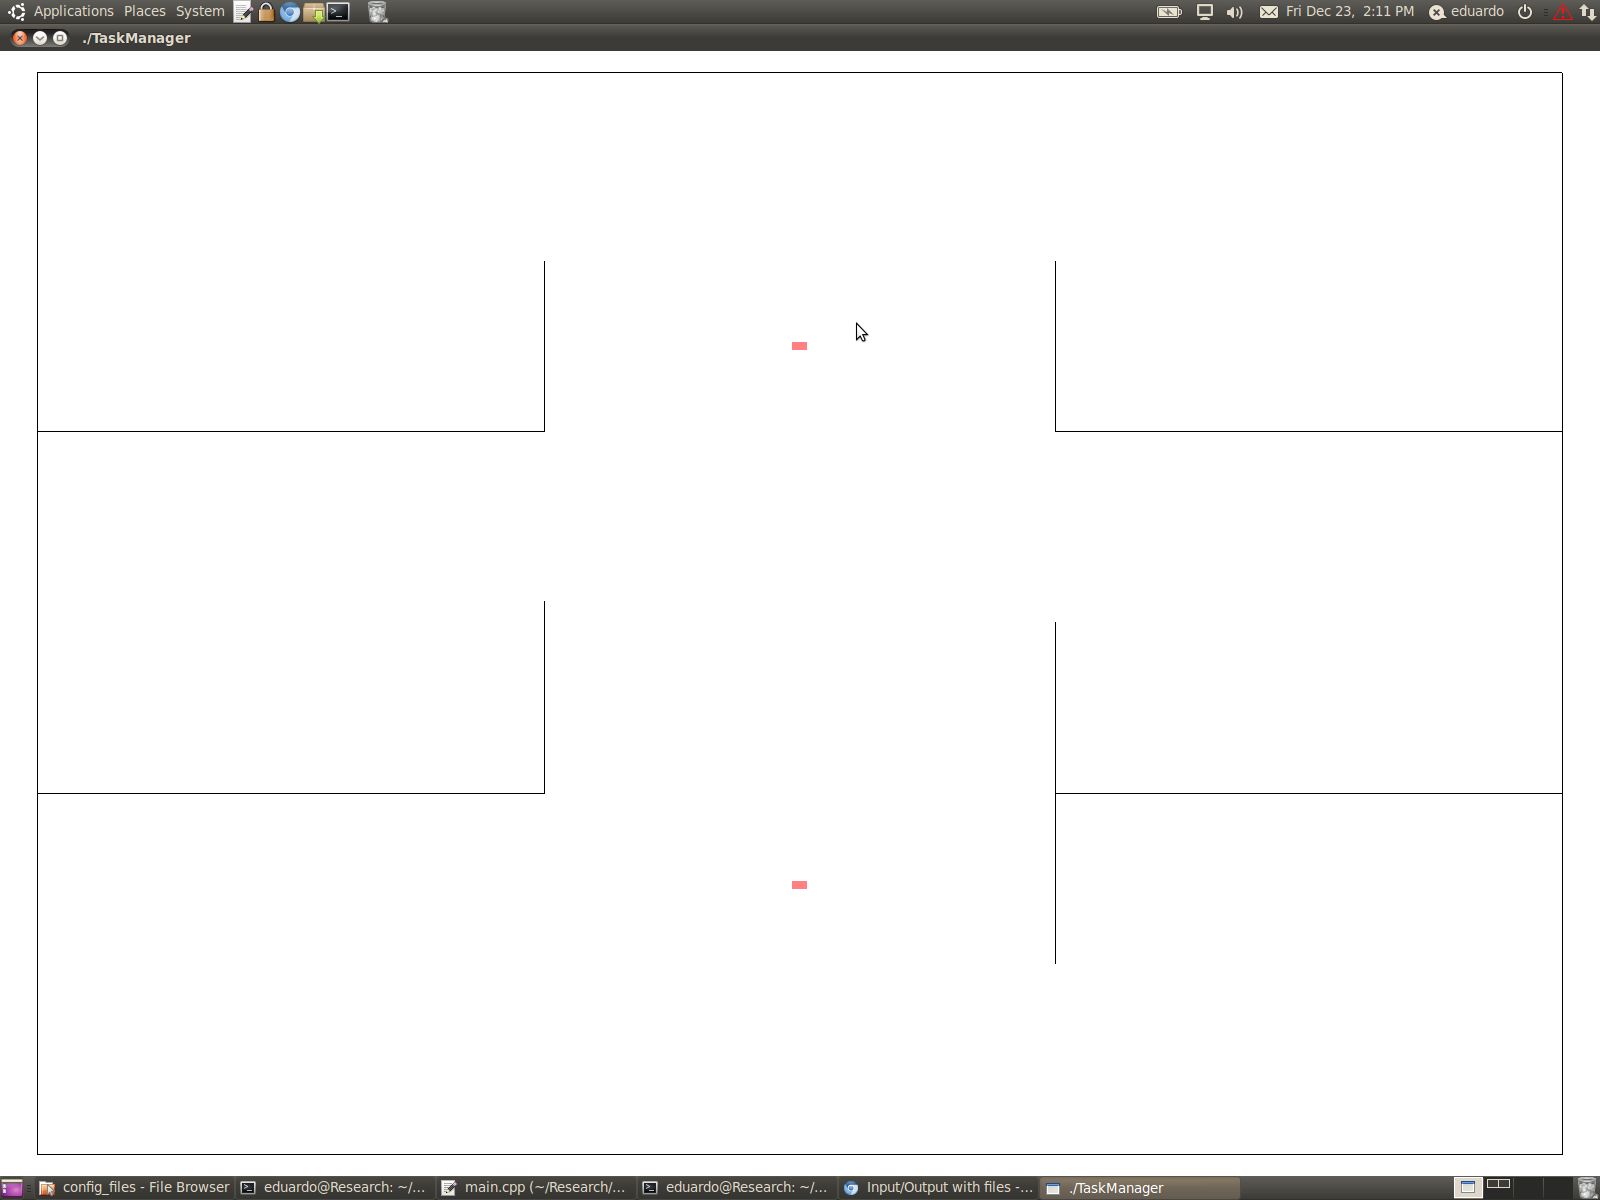 Applications Places System Fri Dec 23, 2:11 PM eduardo
./TaskManager
config_files - File Browser eduardo@Research: ~/... main.cpp (~/Research/... eduardo@Research: ~/... Input/Output with files -... ./TaskManager